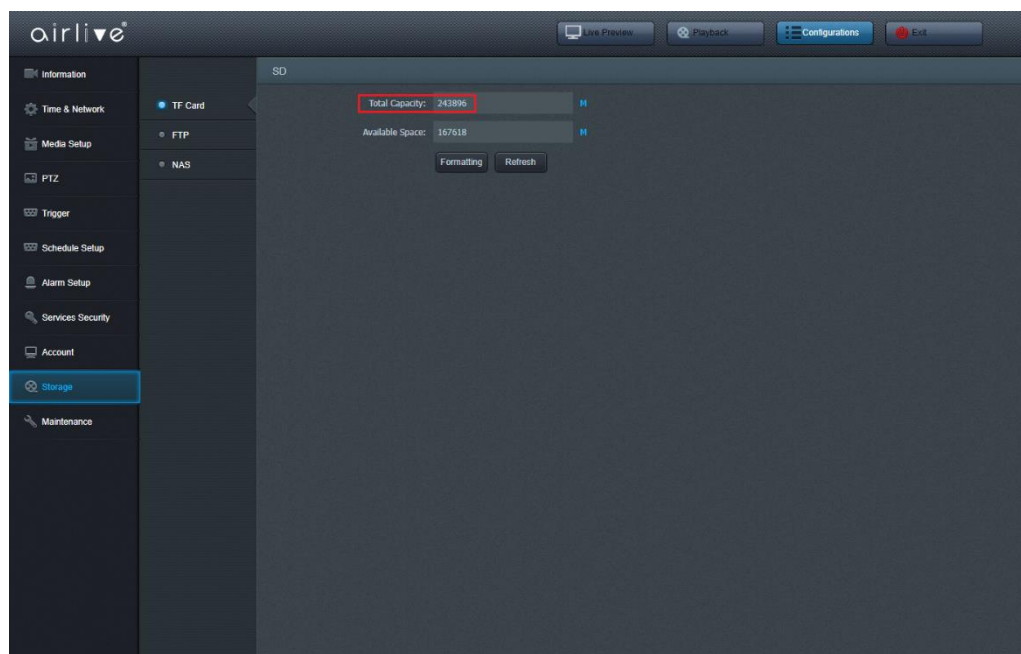 airlive®
Live Preview
Playback
Configurations
Exit
Information
Time & Network
Media Setup
PTZ
Trigger
Schedule Setup
Alarm Setup
Services Security
Account
Storage
Maintenance
TF Card
FTP
NAS
SD
Total Capacity: 243896 M
Available Space: 167618 M
Formatting Refresh